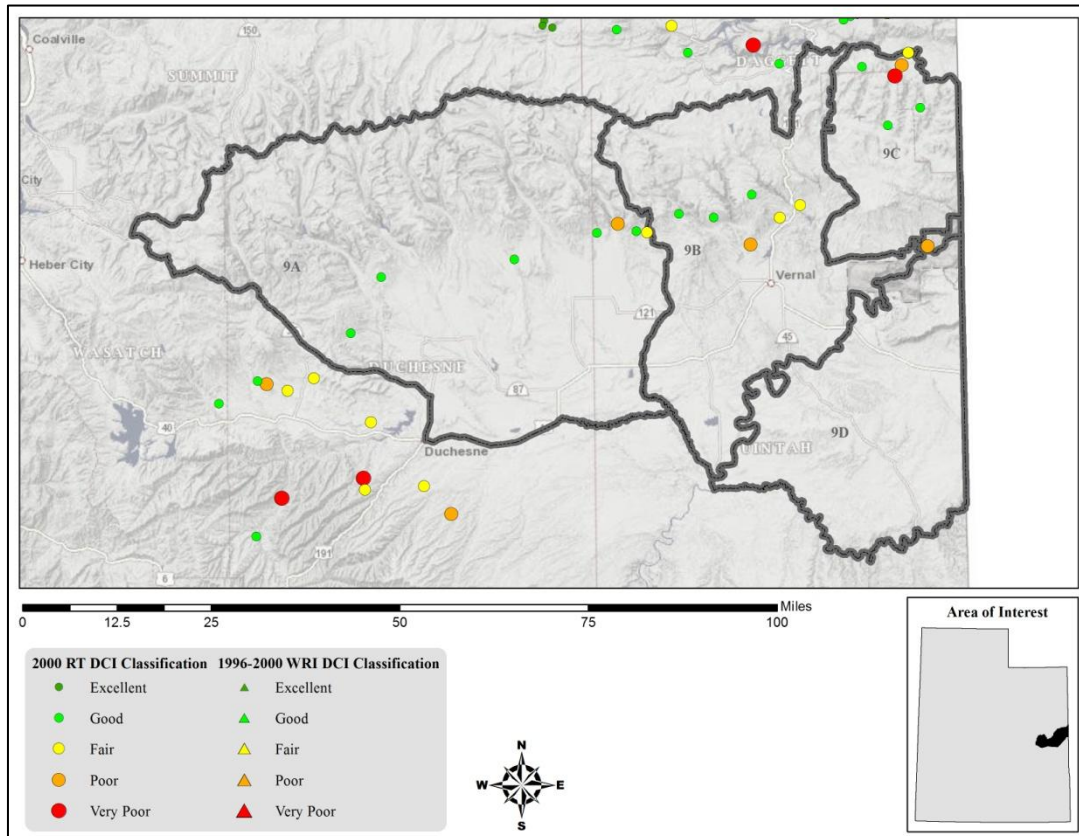 Coalville
150
SUMMIT
DAGGETT
City
9C
Heber City
9A
9B
Vernal
121
45
WASATCH
DUCHESNE
87
40
9D
UINTAH
Duchesne
191
6
Miles
0 12.5 25 50 75 100
Area of Interest
2000 RT DCI Classification 1996-2000 WRI DCI Classification
Excellent Excellent
Good Good
Fair Fair
Poor Poor
Very Poor Very Poor
N
W E
S